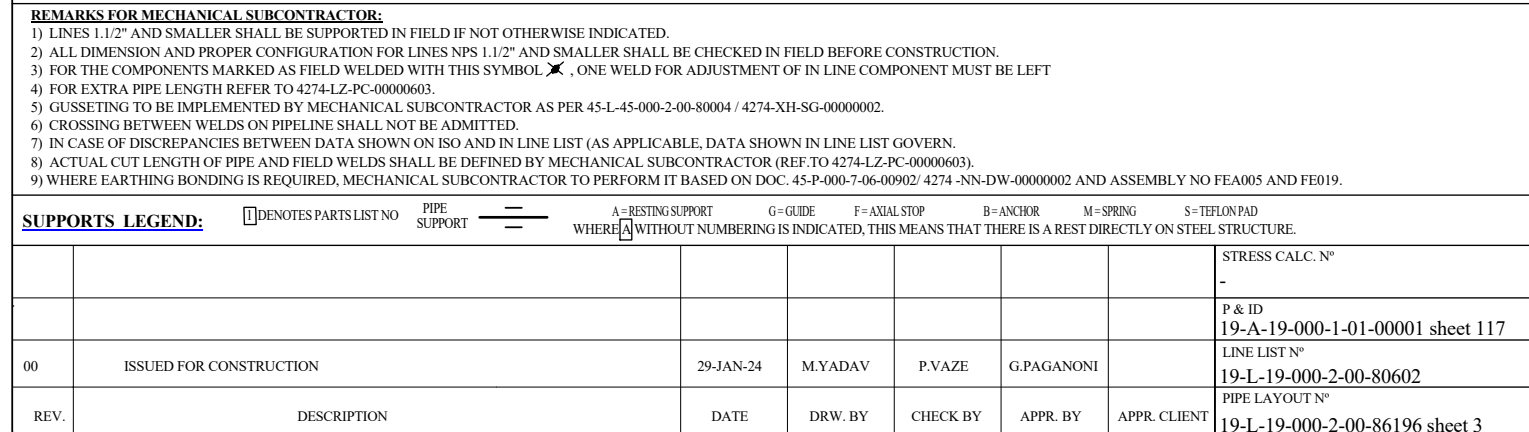 REMARKS FOR MECHANICAL SUBCONTRACTOR:
1) LINES 1.1/2" AND SMALLER SHALL BE SUPPORTED IN FIELD IF NOT OTHERWISE INDICATED.
2) ALL DIMENSION AND PROPER CONFIGURATION FOR LINES NPS 1.1/2" AND SMALLER SHALL BE CHECKED IN FIELD BEFORE CONSTRUCTION.
3) FOR THE COMPONENTS MARKED AS FIELD WELDED WITH THIS SYMBOL , ONE WELD FOR ADJUSTMENT OF IN LINE COMPONENT MUST BE LEFT
4) FOR EXTRA PIPE LENGTH REFER TO 4274-LZ-PC-00000603.
5) GUSSETING TO BE IMPLEMENTED BY MECHANICAL SUBCONTRACTOR AS PER 45-L-45-000-2-00-80004 / 4274-XH-SG-00000002.
6) CROSSING BETWEEN WELDS ON PIPELINE SHALL NOT BE ADMITTED.
7) IN CASE OF DISCREPANCIES BETWEEN DATA SHOWN ON ISO AND IN LINE LIST (AS APPLICABLE, DATA SHOWN IN LINE LIST GOVERN.
8) ACTUAL CUT LENGTH OF PIPE AND FIELD WELDS SHALL BE DEFINED BY MECHANICAL SUBCONTRACTOR (REF.TO 4274-LZ-PC-00000603).
9) WHERE EARTHING BONDING IS REQUIRED, MECHANICAL SUBCONTRACTOR TO PERFORM IT BASED ON DOC. 45-P-000-7-06-00902/ 4274 -NN-DW-00000002 AND ASSEMBLY NO FEA005 AND FE019.
SUPPORTS LEGEND: 1 DENOTES PARTS LIST NO PIPE SUPPORT A = RESTING SUPPORT G = GUIDE F = AXIAL STOP B = ANCHOR M = SPRING S = TEFLON PAD
WHERE A WITHOUT NUMBERING IS INDICATED, THIS MEANS THAT THERE IS A REST DIRECTLY ON STEEL STRUCTURE.
STRESS CALC. Nº
-
P & ID
19-A-19-000-1-01-00001 sheet 117
00 ISSUED FOR CONSTRUCTION 29-JAN-24 M.YADAV P.VAZE G.PAGANONI
LINE LIST Nº
19-L-19-000-2-00-80602
REV. DESCRIPTION DATE DRW. BY CHECK BY APPR. BY APPR. CLIENT
PIPE LAYOUT Nº
19-L-19-000-2-00-86196 sheet 3